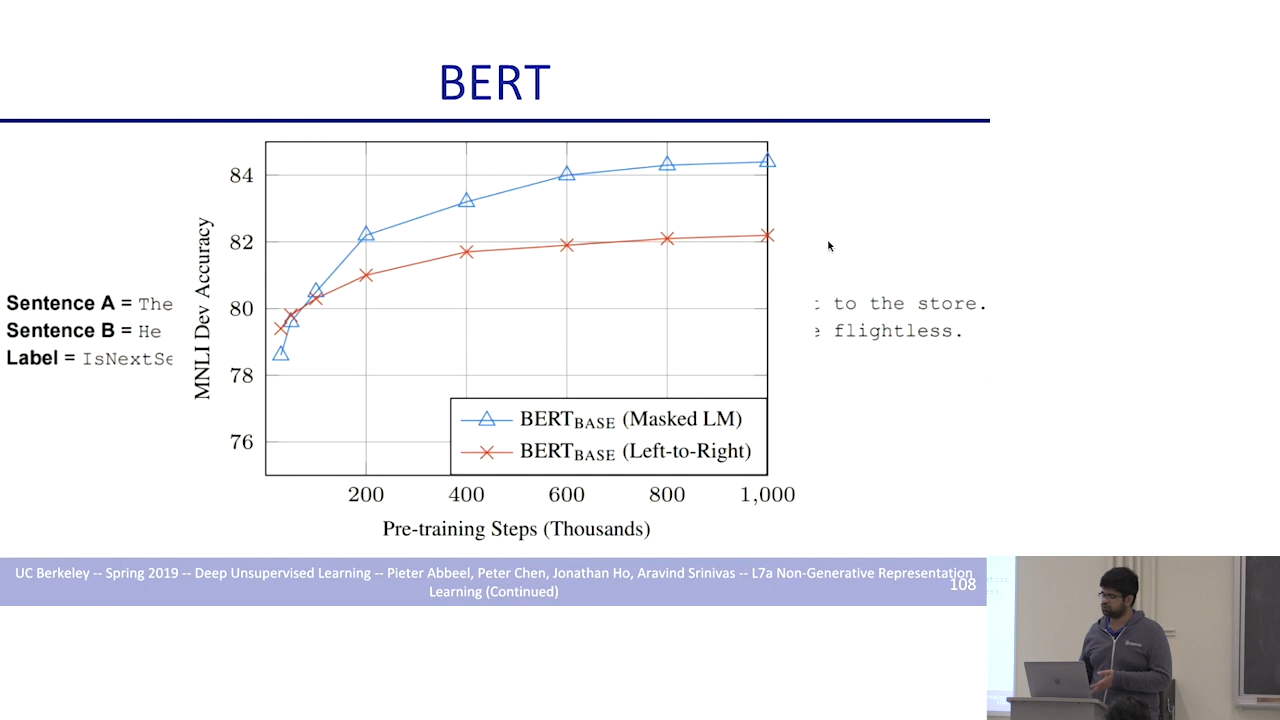 BERT
84
82
80
78
76
MNLI Dev Accuracy
Sentence A = The
to the store.
Sentence B = He
flightless.
Label = IsNextSe
BERT_BASE (Masked LM)
BERT_BASE (Left-to-Right)
200 400 600 800 1,000
Pre-training Steps (Thousands)
UC Berkeley -- Spring 2019 -- Deep Unsupervised Learning -- Pieter Abbeel, Peter Chen, Jonathan Ho, Aravind Srinivas -- L7a Non-Generative Representation
Learning (Continued)
108